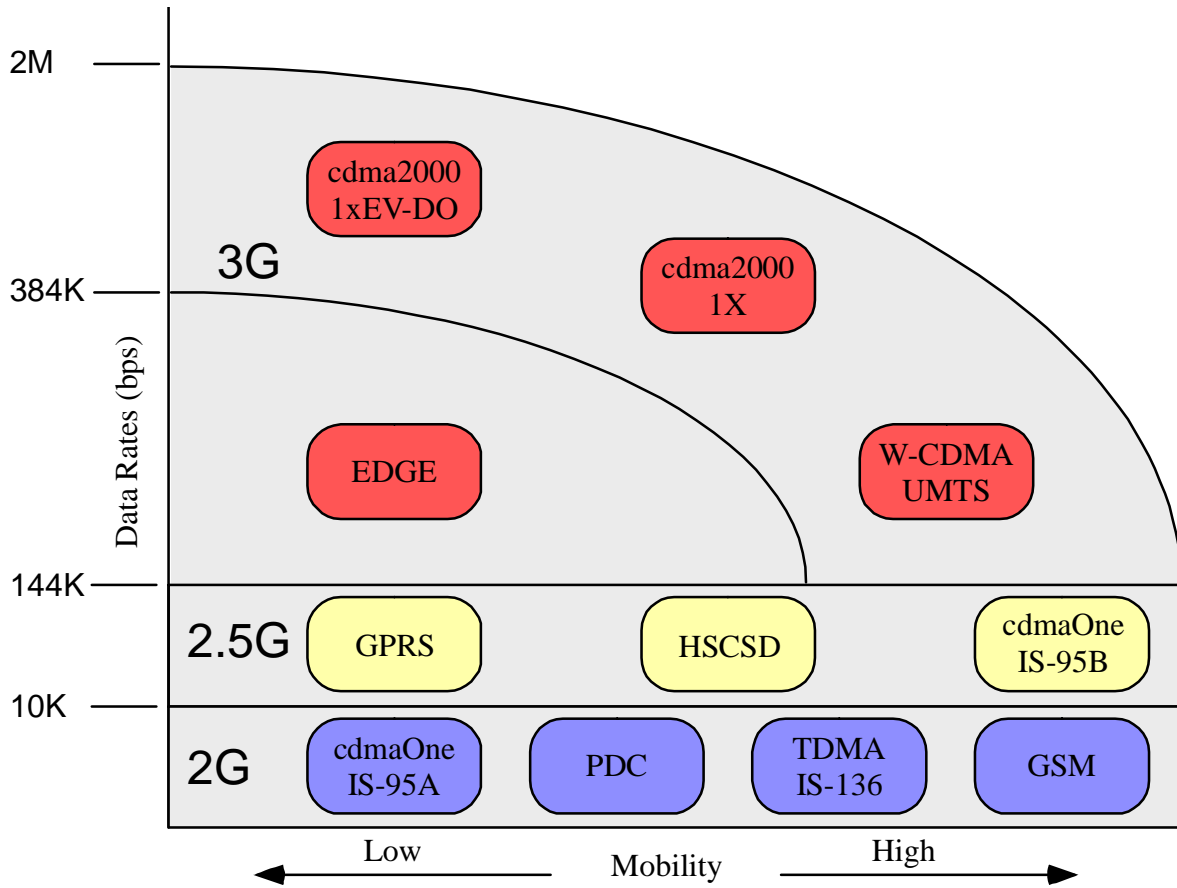 2M
cdma2000
1xEV-DO
3G
cdma2000
1X
384K
Data Rates (bps)
EDGE
W-CDMA
UMTS
144K
2.5G
GPRS
HSCSD
cdmaOne
IS-95B
10K
2G
cdmaOne
IS-95A
PDC
TDMA
IS-136
GSM
Low
Mobility
High